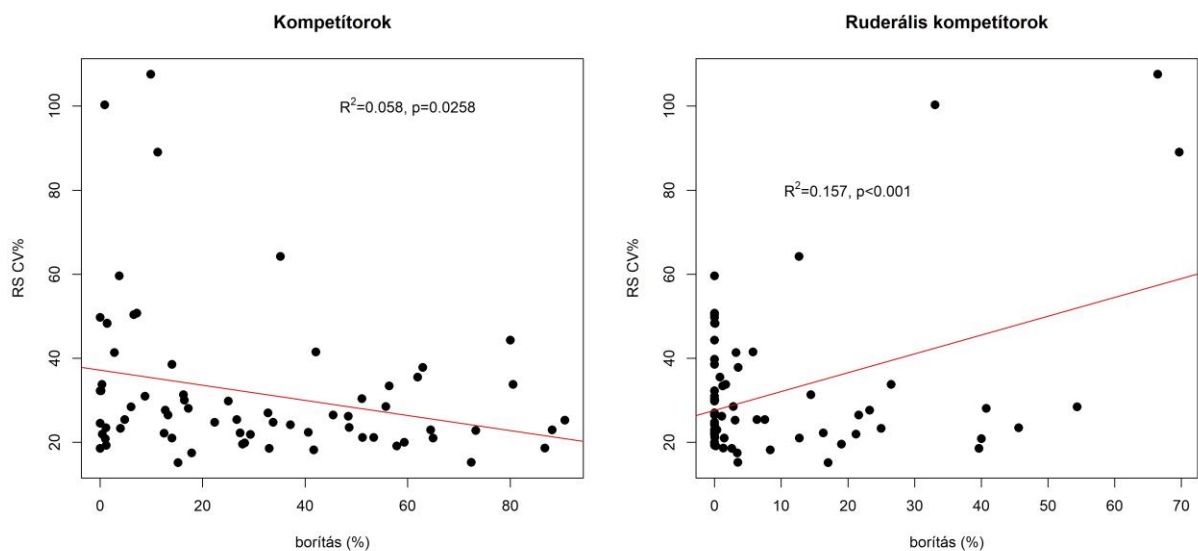 Kompetítorok
R²=0.058, p=0.0258
RS CV%
100
80
60
40
20
0 20 40 60 80
borítás (%)
Ruderális kompetítorok
R²=0.157, p<0.001
RS CV%
100
80
60
40
20
0 10 20 30 40 50 60 70
borítás (%)